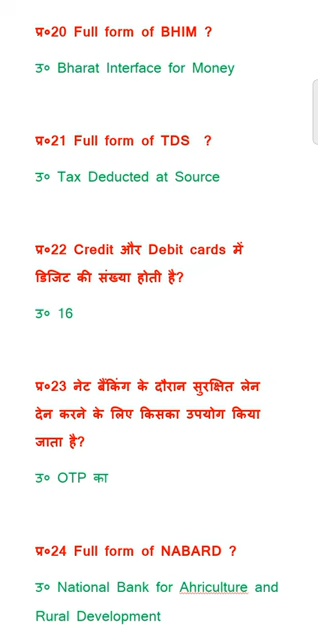 प्र०20 Full form of BHIM ?
उ० Bharat Interface for Money
प्र०21 Full form of TDS ?
उ० Tax Deducted at Source
प्र०22 Credit और Debit cards में
डिजिट की संख्या होती है?
उ० 16
प्र०23 नेट बैंकिंग के दौरान सुरक्षित लेन
देन करने के लिए किसका उपयोग किया
जाता है?
उ० OTP का
प्र०24 Full form of NABARD ?
उ० National Bank for Ahriculture and
Rural Development